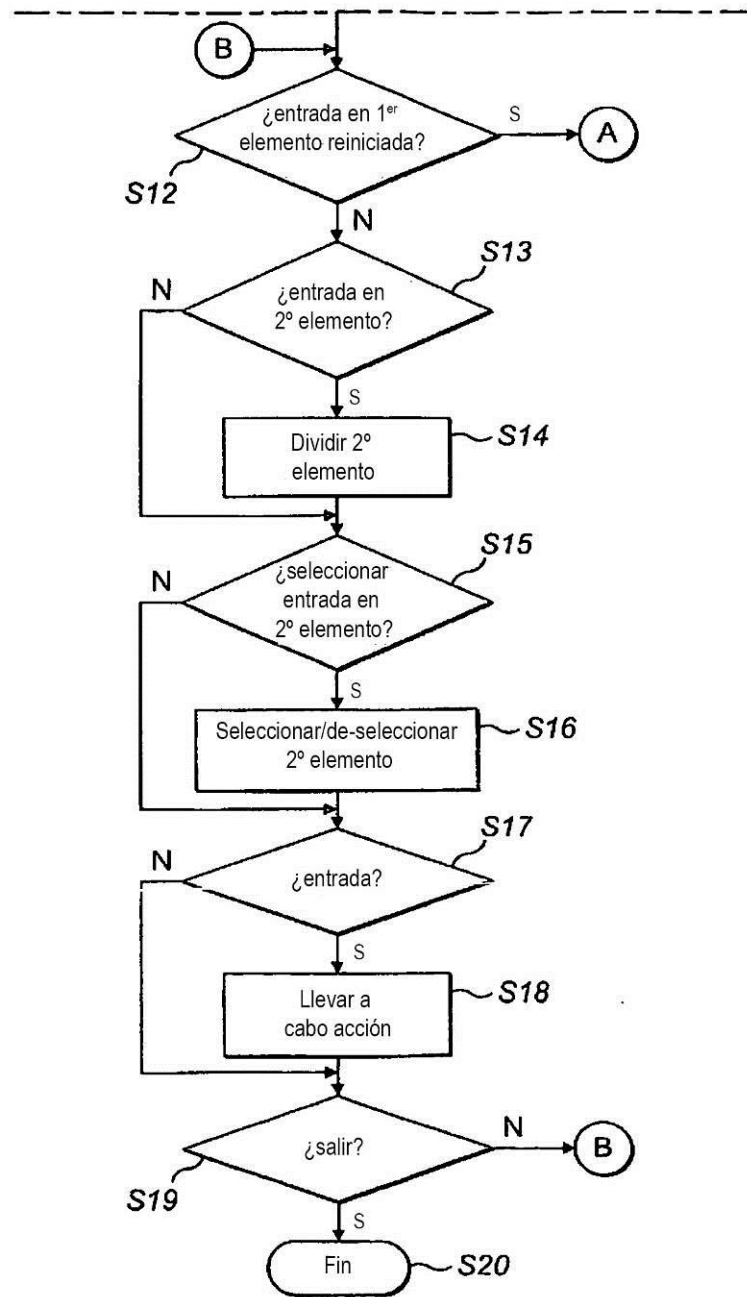 B
¿entrada en 1er
elemento reiniciada?
S
A
S12
N
S13
N
¿entrada en
2º elemento?
S
Dividir 2º
elemento
S14
S15
N
¿seleccionar
entrada en
2º elemento?
S
Seleccionar/de-seleccionar
2º elemento
S16
S17
N
¿entrada?
S
Llevar a
cabo acción
S18
¿salir?
N
B
S19
S
Fin
S20